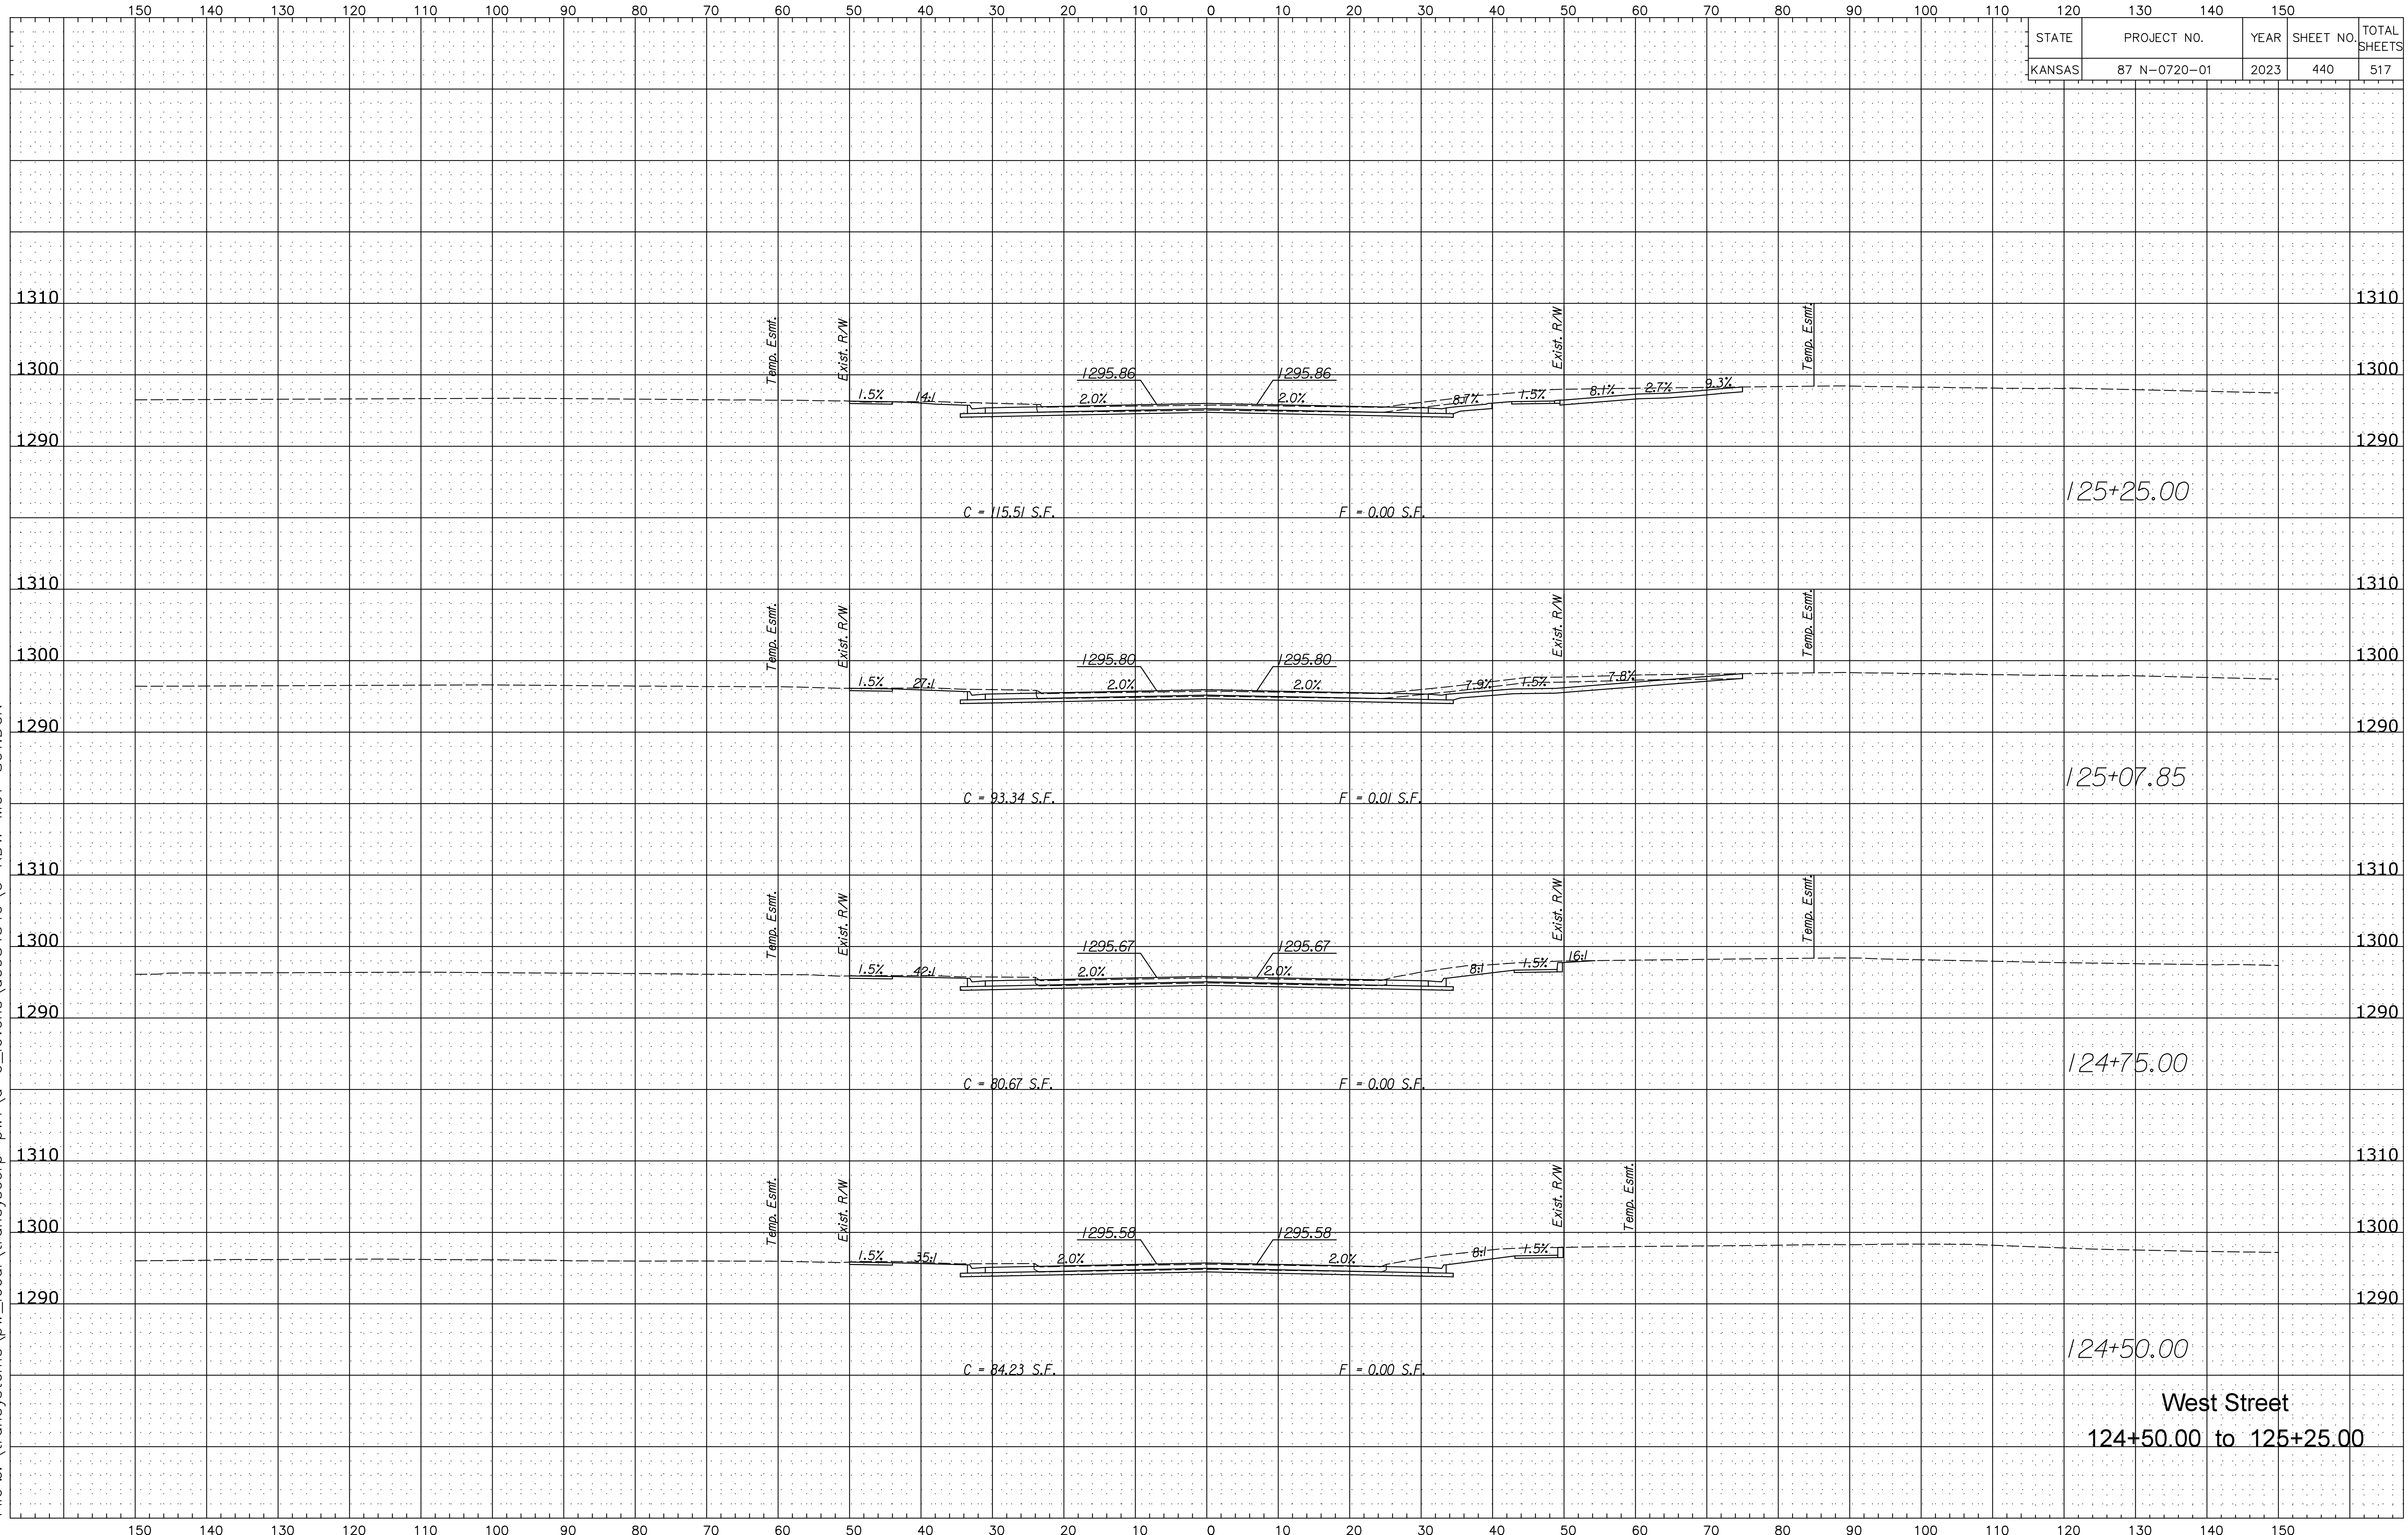 150 140 130 120 110 100 90 80 70 60 50 40 30 20 10 0 10 20 30 40 50 60 70 80 90 100 110 120 130 140 150
STATE PROJECT NO. YEAR SHEET NO. TOTAL SHEETS
KANSAS 87 N-0720-01 2023 440 517
1310 1310
Temp. Esmt. Exist. R/W Exist. R/W Temp. Esmt.
1300 1295.86 1295.86 1300
1.5% 14:1 2.0% 2.0% 8.7% 1.5% 8.1% 2.7% 9.3%
1290 1290
125+25.00
C = 115.51 S.F. F = 0.00 S.F.
1310 1310
Temp. Esmt. Exist. R/W Exist. R/W Temp. Esmt.
1300 1295.80 1295.80 1300
1.5% 27:1 2.0% 2.0% 7.9% 1.5% 7.8%
1290 1290
125+07.85
C = 93.34 S.F. F = 0.01 S.F.
1310 1310
Temp. Esmt. Exist. R/W Exist. R/W Temp. Esmt.
1300 1295.67 1295.67 1300
1.5% 42:1 2.0% 2.0% 8:1 1.5% 16:1
1290 1290
124+75.00
C = 80.67 S.F. F = 0.00 S.F.
1310 1310
Temp. Esmt. Exist. R/W Exist. R/W Temp. Esmt.
1300 1295.58 1295.58 1300
1.5% 35:1 2.0% 2.0% 8:1 1.5%
1290 1290
124+50.00
C = 84.23 S.F. F = 0.00 S.F.
West Street
124+50.00 to 125+25.00
150 140 130 120 110 100 90 80 70 60 50 40 30 20 10 0 10 20 30 40 50 60 70 80 90 100 110 120 130 140 150